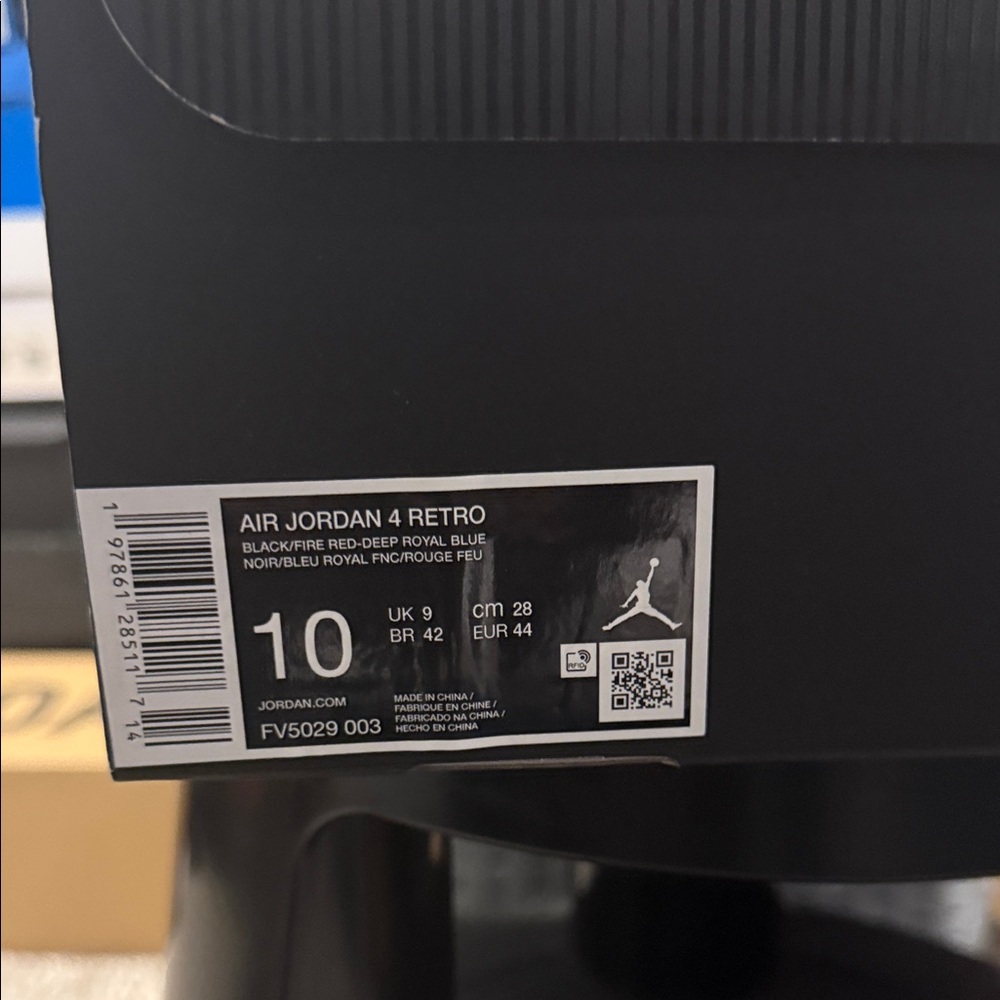 AIR JORDAN 4 RETRO
BLACK/FIRE RED-DEEP ROYAL BLUE
NOIR/BLEU ROYAL FNC/ROUGE FEU
10
UK 9 cm 28
BR 42 EUR 44
RFID
JORDAN.COM
FV5029 003
MADE IN CHINA /
FABRIQUE EN CHINE /
FABRICADO NA CHINA /
HECHO EN CHINA
1 97861 28511 7 14